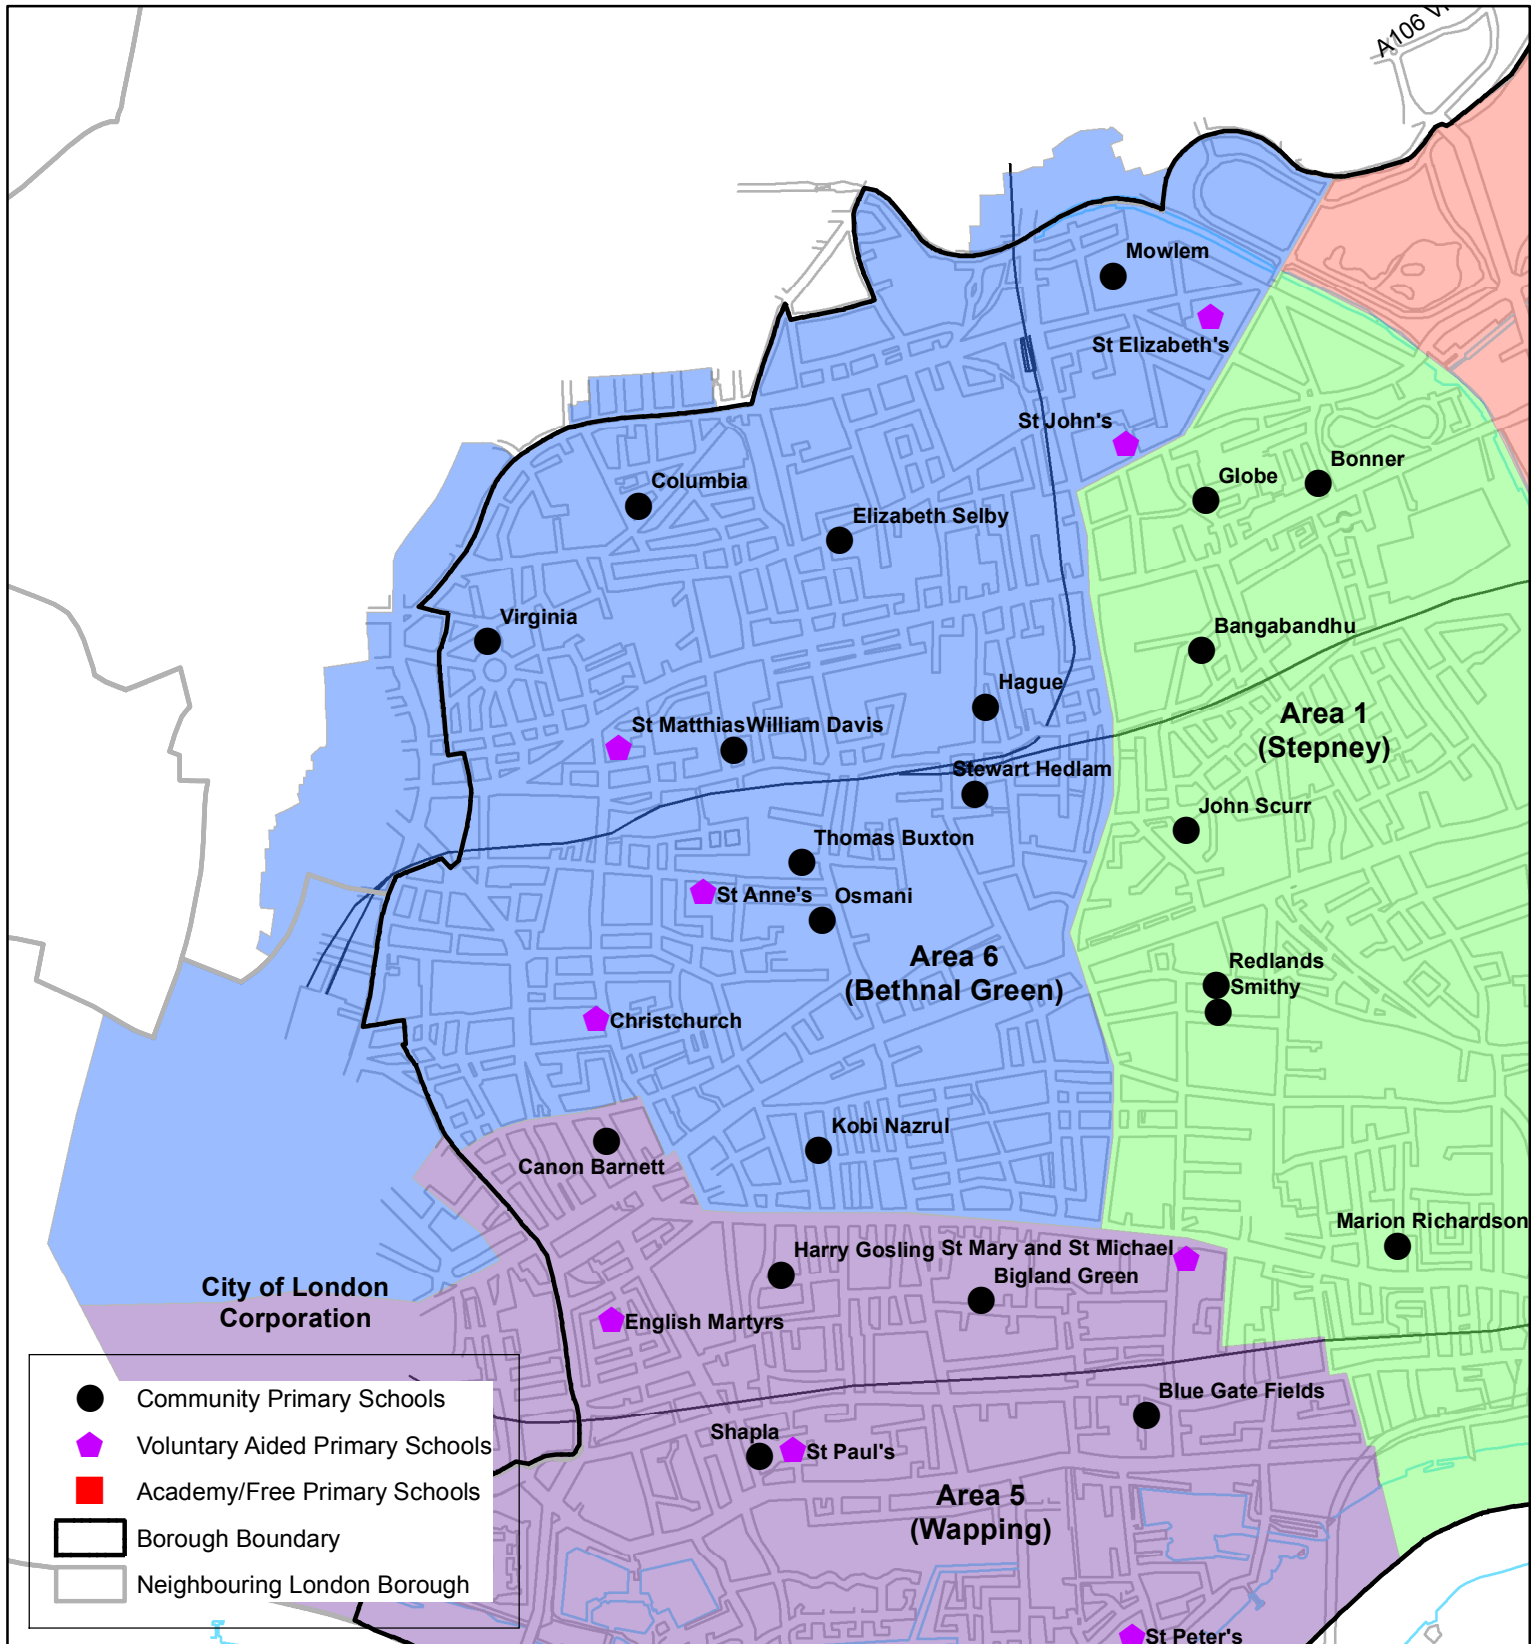 A106
Mowlem
St Elizabeth's
St John's
Bonner
Globe
Columbia
Elizabeth Selby
Virginia
Bangabandhu
Hague
Area 1
(Stepney)
St Matthias
William Davis
Stewart Hedlam
John Scurr
Thomas Buxton
St Anne's
Osmani
Area 6
(Bethnal Green)
Redlands
Smithy
Christchurch
Kobi Nazrul
Canon Barnett
Marion Richardson
Harry Gosling
St Mary and St Michael
Bigland Green
City of London
Corporation
English Martyrs
Blue Gate Fields
Shapla
St Paul's
Area 5
(Wapping)
St Peter's
Community Primary Schools
Voluntary Aided Primary Schools
Academy/Free Primary Schools
Borough Boundary
Neighbouring London Borough